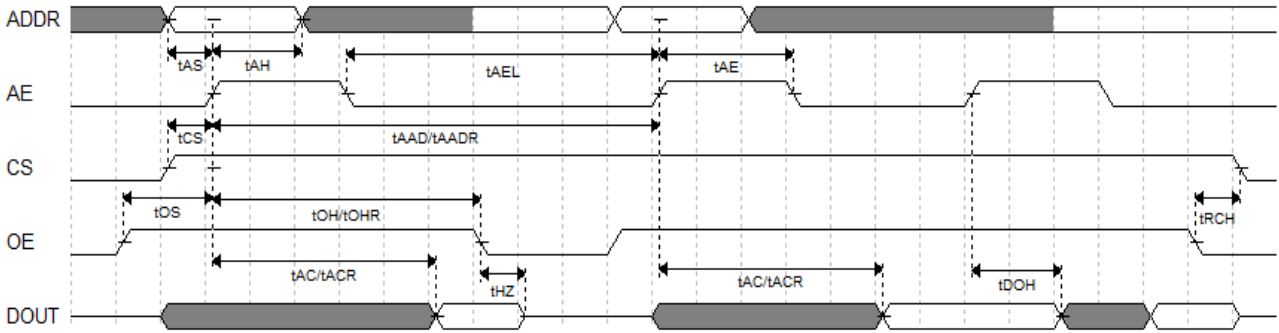 ADDR
tAS tAH tAEL tAE
AE
tCS tAAD/tAADR
CS
tOS tOH/tOHR tRCH
OE
tAC/tACR tHZ tAC/tACR tDOH
DOUT